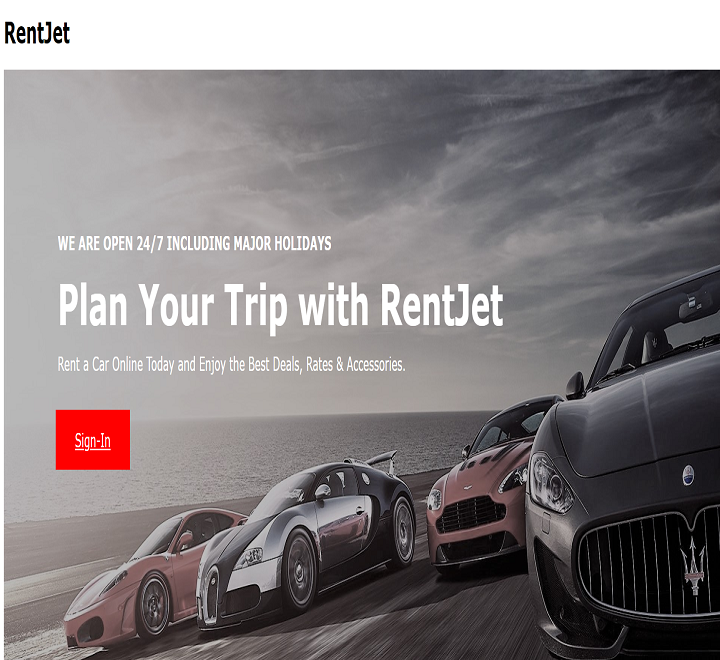 RentJet
WE ARE OPEN 24/7 INCLUDING MAJOR HOLIDAYS
Plan Your Trip with RentJet
Rent a Car Online Today and Enjoy the Best Deals, Rates & Accessories.
Sign-In